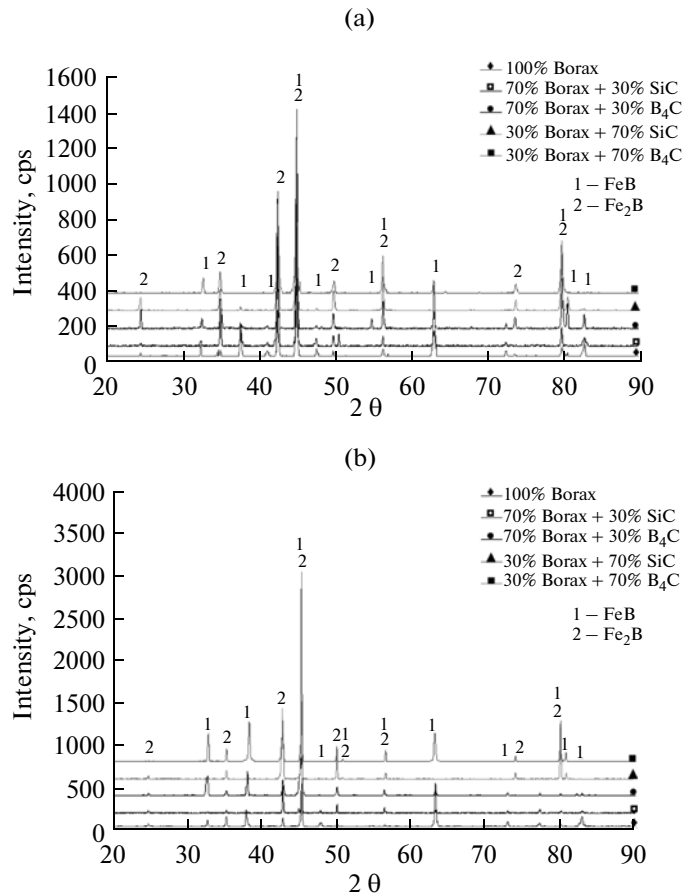 (a)
1600
1400
1200
1000
800
600
400
200
0
Intensity, cps
100% Borax
70% Borax + 30% SiC
70% Borax + 30% B₄C
30% Borax + 70% SiC
30% Borax + 70% B₄C
1 – FeB
2 – Fe₂B
2 1 2 1 1 2 1 2 1 2 1 1 2 1 2 1 2 1 1
20 30 40 50 60 70 80 90
2 θ
(b)
4000
3500
3000
2500
1500
1000
500
0
Intensity, cps
100% Borax
70% Borax + 30% SiC
70% Borax + 30% B₄C
30% Borax + 70% SiC
30% Borax + 70% B₄C
1 – FeB
2 – Fe₂B
2 1 2 1 2 1 2 1 2 1 1 2 1 2 1 1 2 1 2 1 1
20 30 40 50 60 70 80 90
2 θ